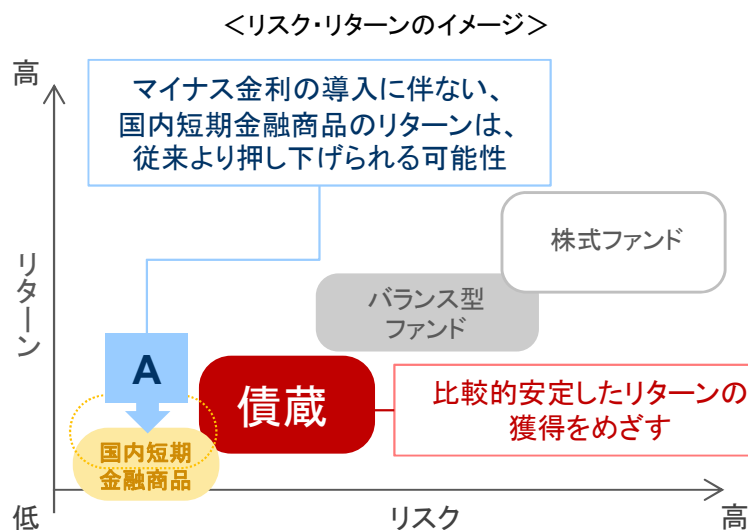 <リスク・リターンのイメージ>
高
マイナス金利の導入に伴ない、
国内短期金融商品のリターンは、
従来より押し下げられる可能性
株式ファンド
リターン
バランス型
ファンド
A
債蔵
比較的安定したリターンの
獲得をめざす
国内短期
金融商品
低
リスク
高